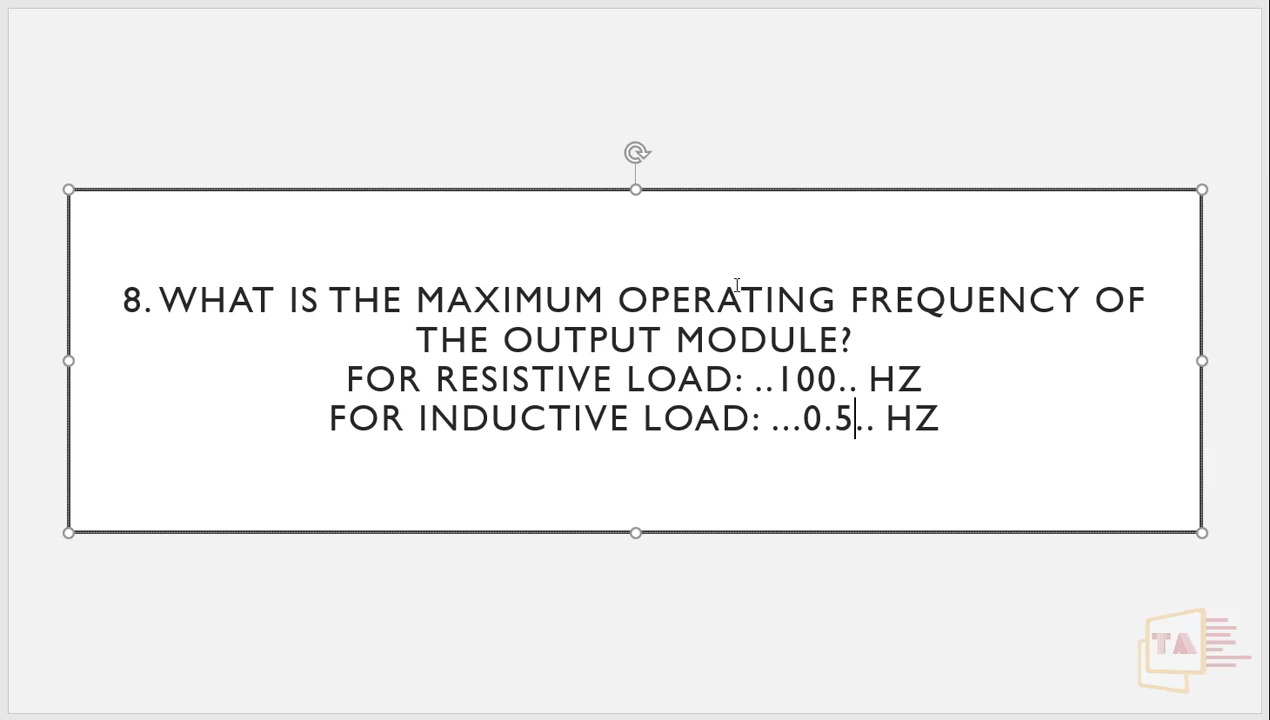 8. WHAT IS THE MAXIMUM OPERATING FREQUENCY OF
THE OUTPUT MODULE?
FOR RESISTIVE LOAD: ..100.. HZ
FOR INDUCTIVE LOAD: ...0.5.. HZ
TA